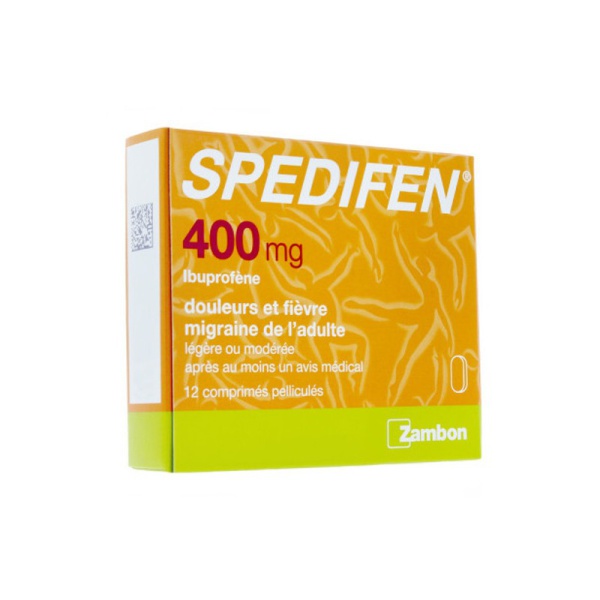 SPEDIFEN®
400 mg
Ibuprofène
douleurs et fièvre
migraine de l'adulte
légère ou modérée
après au moins un avis médical
12 comprimés pelliculés
Zambon